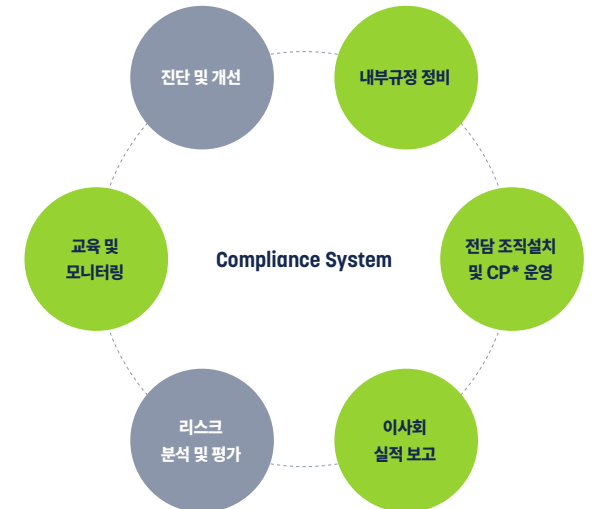 진단 및 개선
내부규정 정비
교육 및
모니터링
Compliance System
전담 조직설치
및 CP* 운영
리스크
분석 및 평가
이사회
실적 보고